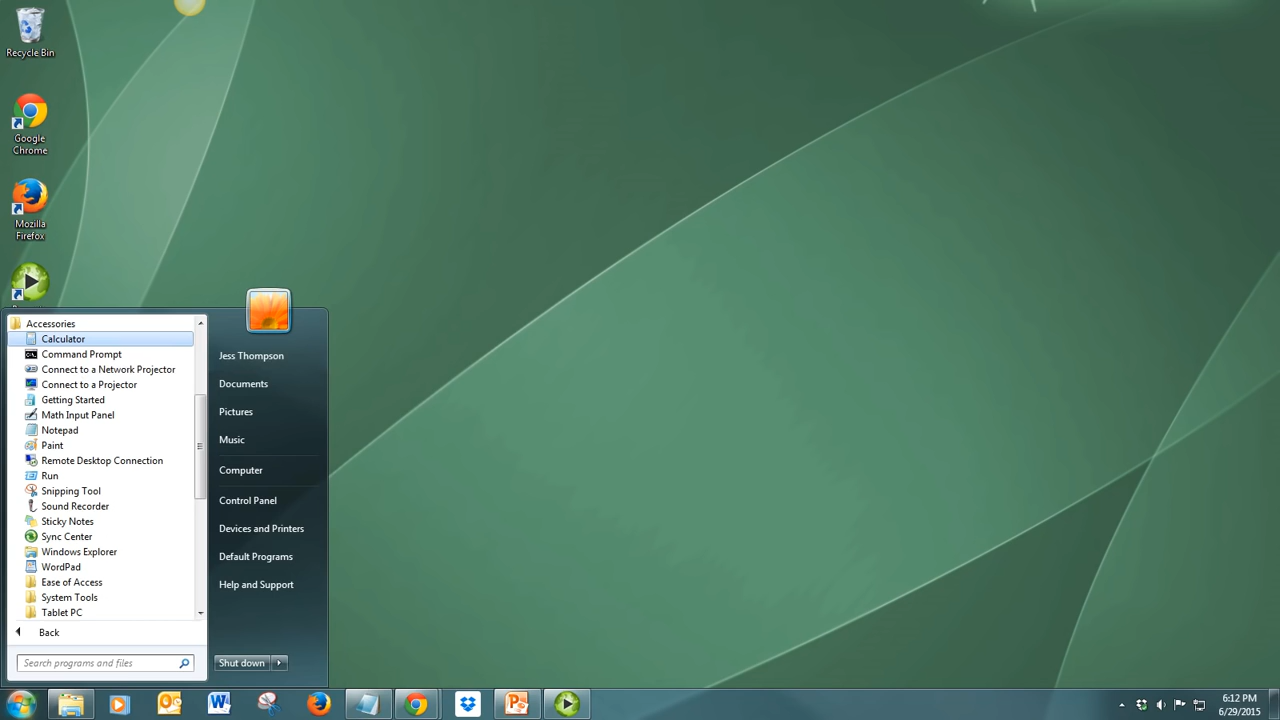 Recycle Bin
Google
Chrome
Mozilla
Firefox
Accessories
Calculator
Command Prompt
Connect to a Network Projector
Connect to a Projector
Getting Started
Math Input Panel
Notepad
Paint
Remote Desktop Connection
Run
Snipping Tool
Sound Recorder
Sticky Notes
Sync Center
Windows Explorer
WordPad
Ease of Access
System Tools
Tablet PC
Back
Search programs and files
Jess Thompson
Documents
Pictures
Music
Computer
Control Panel
Devices and Printers
Default Programs
Help and Support
Shut down
6:12 PM
6/29/2015